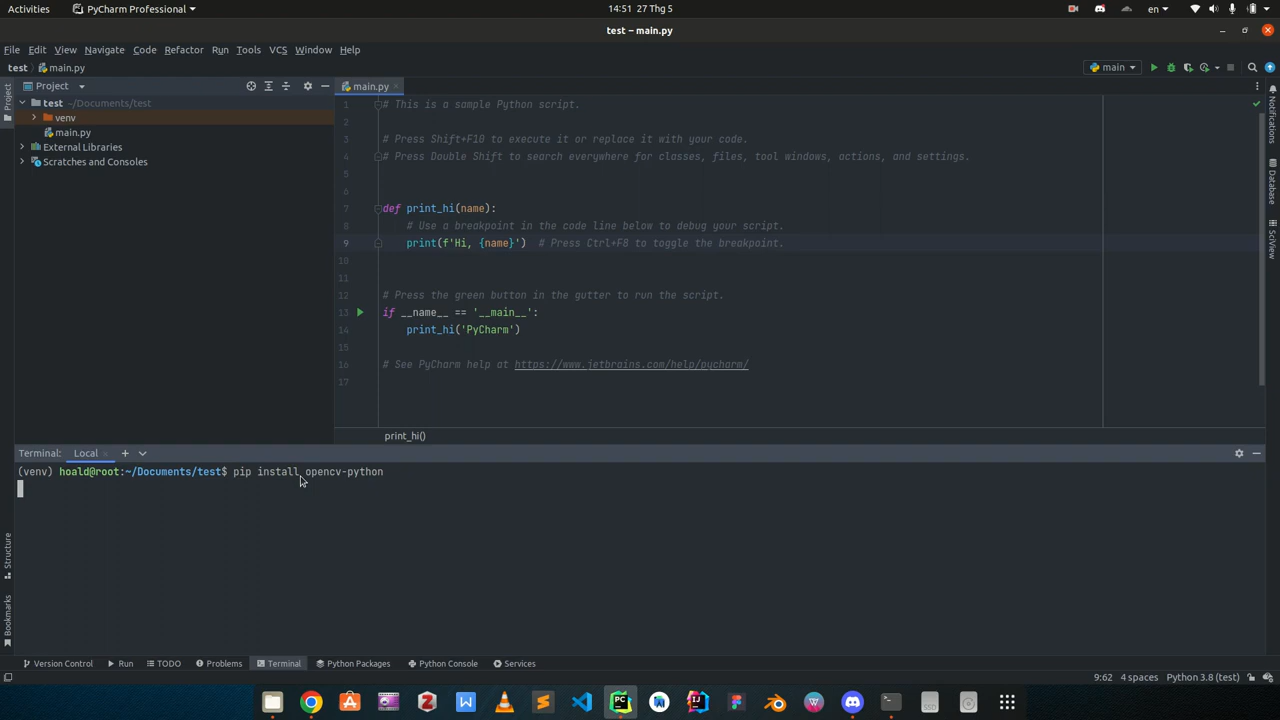 Activities PyCharm Professional 14:51 27 Thg 5 en
test – main.py
File Edit View Navigate Code Refactor Run Tools VCS Window Help
test main.py main
Project main.py
test ~/Documents/test
venv
main.py
External Libraries
Scratches and Consoles
1 # This is a sample Python script.
2
3 # Press Shift+F10 to execute it or replace it with your code.
4 # Press Double Shift to search everywhere for classes, files, tool windows, actions, and settings.
5
6
7 def print_hi(name):
8 # Use a breakpoint in the code line below to debug your script.
9 print(f'Hi, {name}') # Press Ctrl+F8 to toggle the breakpoint.
10
11
12 # Press the green button in the gutter to run the script.
13 if __name__ == '__main__':
14 print_hi('PyCharm')
15
16 # See PyCharm help at https://www.jetbrains.com/help/pycharm/
17
print_hi()
Project
Structure
Bookmarks
Notifications
Database
SciView
Terminal: Local
(venv) hoald@root:~/Documents/test$ pip install opencv-python
Version Control Run TODO Problems Terminal Python Packages Python Console Services
9:62 4 spaces Python 3.8 (test)
PC
SSD